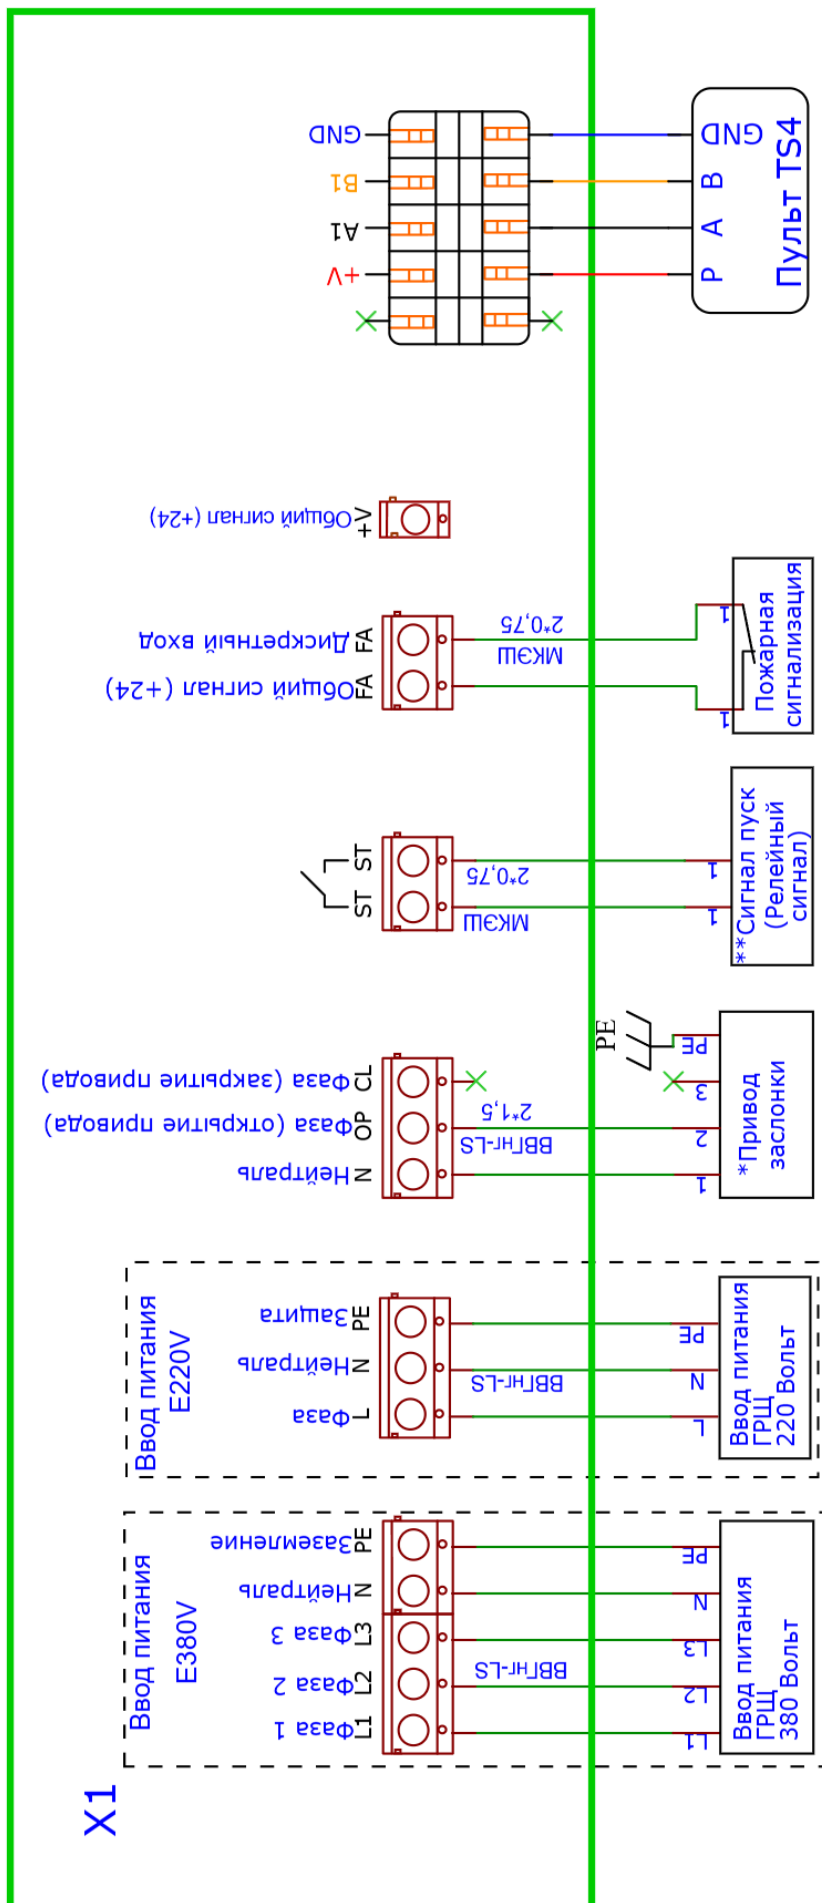 GND
B1
A1
+V
GND
B
A
P
Пульт TS4
Общий сигнал (+24)
+V
Дискретный вход
FA
Общий сигнал (+24)
FA
2*0,75
МКЭШ
1
1
Пожарная
сигнализация
ST
ST
2*0,75
МКЭШ
1
1
**Сигнал пуск
(Релейный
сигнал)
PE
Фаза (закрытие привода)
CL
Фаза (открытие привода)
OP
Нейтраль
N
2*1,5
ВВГнг-LS
PE
3
2
1
*Привод
заслонки
Ввод питания
E220V
Защита
PE
Нейтраль
N
Фаза
L
ВВГнг-LS
PE
N
L
Ввод питания
ГРЩ
220 Вольт
Ввод питания
E380V
Заземление
PE
Нейтраль
N
Фаза 3
L3
Фаза 2
L2
Фаза 1
L1
ВВГнг-LS
PE
N
L3
L2
L1
Ввод питания
ГРЩ
380 Вольт
X1